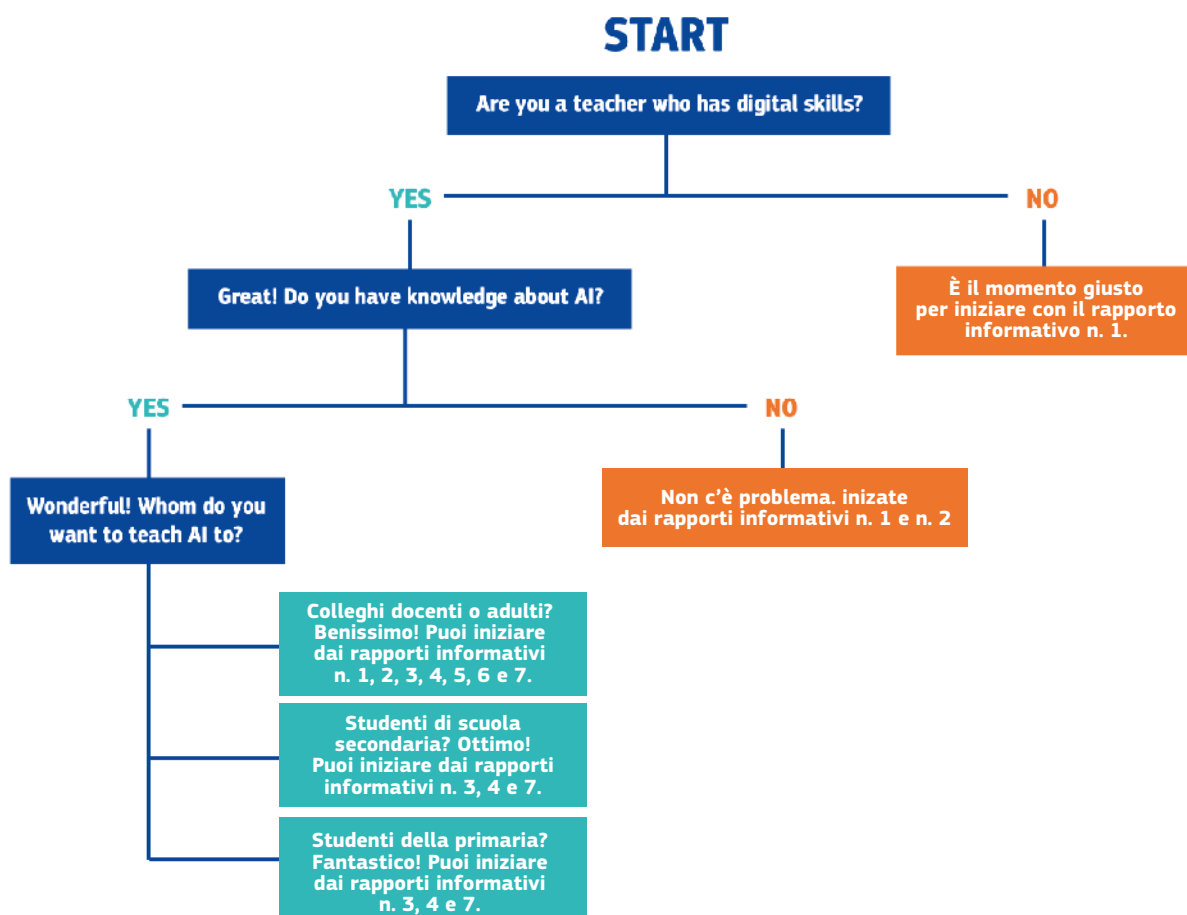 START
Are you a teacher who has digital skills?
YES
NO
Great! Do you have knowledge about AI?
È il momento giusto
per iniziare con il rapporto
informativo n. 1.
YES
NO
Wonderful! Whom do you
want to teach AI to?
Non c'è problema. inizate
dai rapporti informativi n. 1 e n. 2
Colleghi docenti o adulti?
Benissimo! Puoi iniziare
dai rapporti informativi
n. 1, 2, 3, 4, 5, 6 e 7.
Studenti di scuola
secondaria? Ottimo!
Puoi iniziare dai rapporti
informativi n. 3, 4 e 7.
Studenti della primaria?
Fantastico! Puoi iniziare
dai rapporti informativi
n. 3, 4 e 7.